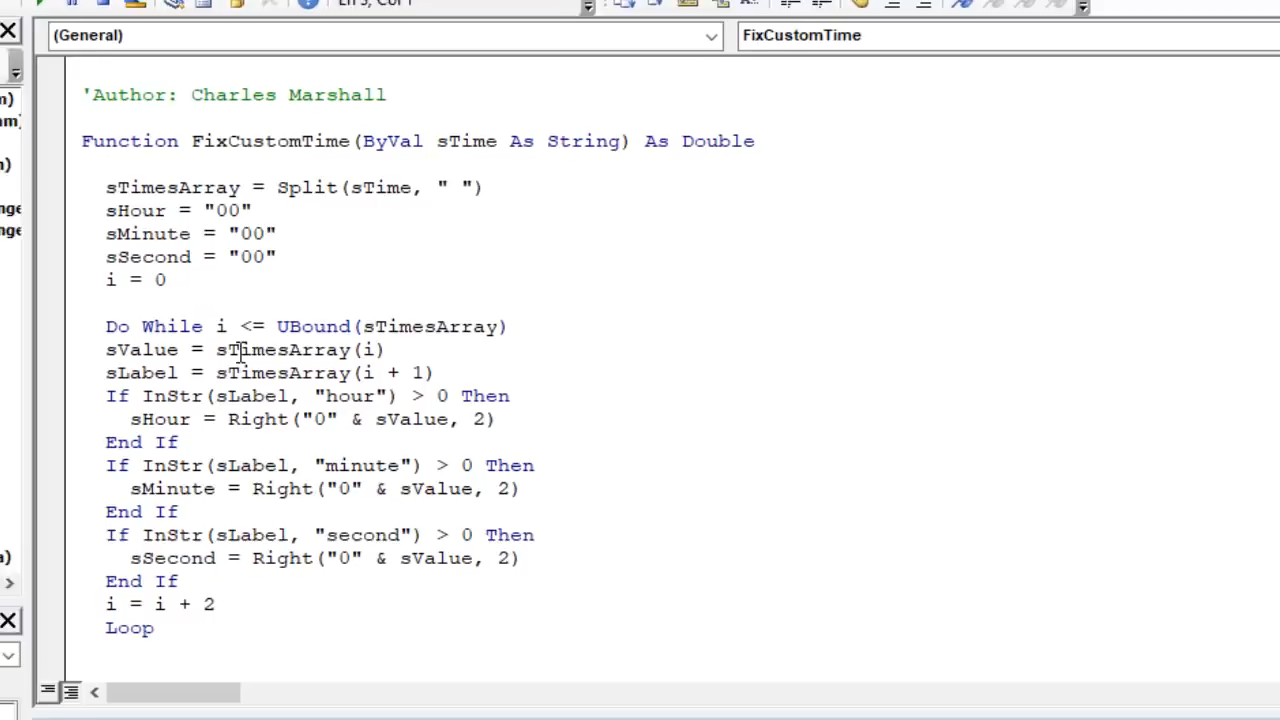 (General)
FixCustomTime
'Author: Charles Marshall
Function FixCustomTime(ByVal sTime As String) As Double
sTimesArray = Split(sTime, " ")
sHour = "00"
sMinute = "00"
sSecond = "00"
i = 0
Do While i <= UBound(sTimesArray)
sValue = sTimesArray(i)
sLabel = sTimesArray(i + 1)
If InStr(sLabel, "hour") > 0 Then
sHour = Right("0" & sValue, 2)
End If
If InStr(sLabel, "minute") > 0 Then
sMinute = Right("0" & sValue, 2)
End If
If InStr(sLabel, "second") > 0 Then
sSecond = Right("0" & sValue, 2)
End If
i = i + 2
Loop